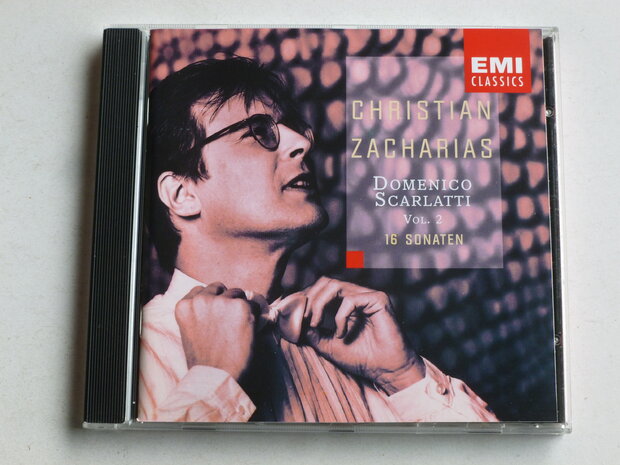 EMI
CLASSICS
CHRISTIAN
ZACHARIAS
DOMENICO
SCARLATTI
VOL. 2
16 SONATEN